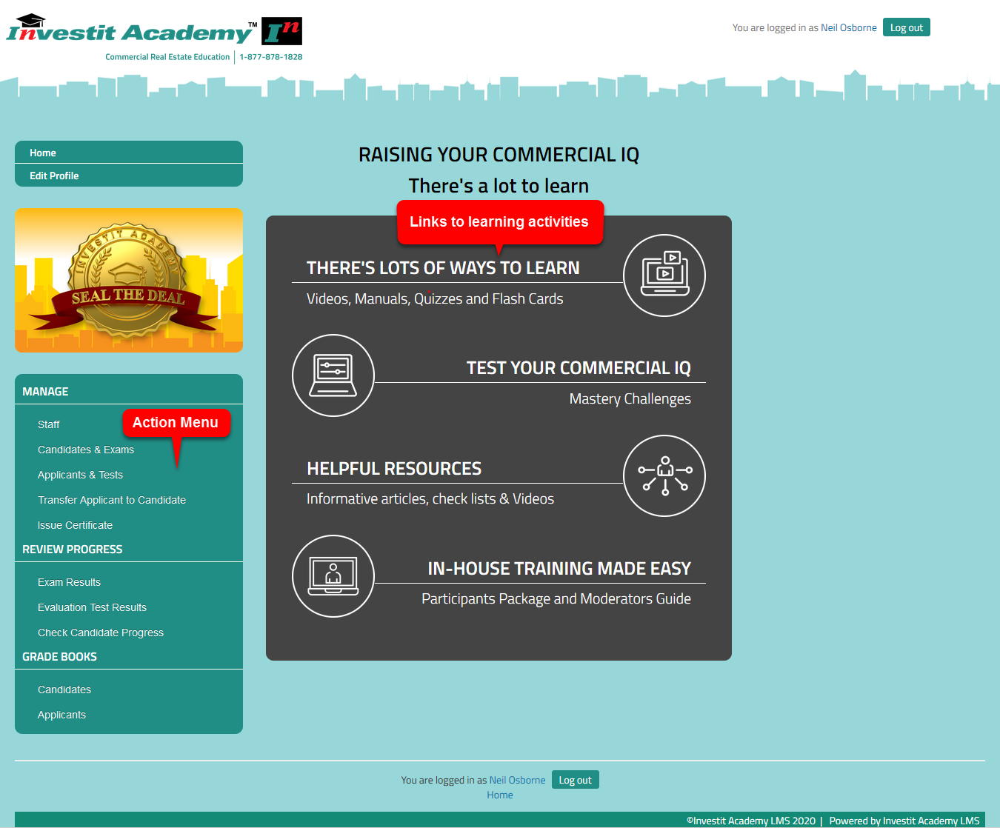 Investit Academy™ In
Commercial Real Estate Education | 1-877-878-1828
You are logged in as Neil Osborne Log out
Home
Edit Profile
INVESTIT ACADEMY
SEAL THE DEAL
MANAGE
Action Menu
Staff
Candidates & Exams
Applicants & Tests
Transfer Applicant to Candidate
Issue Certificate
REVIEW PROGRESS
Exam Results
Evaluation Test Results
Check Candidate Progress
GRADE BOOKS
Candidates
Applicants
RAISING YOUR COMMERCIAL IQ
There's a lot to learn
Links to learning activities
THERE'S LOTS OF WAYS TO LEARN
Videos, Manuals, Quizzes and Flash Cards
TEST YOUR COMMERCIAL IQ
Mastery Challenges
HELPFUL RESOURCES
Informative articles, check lists & Videos
IN-HOUSE TRAINING MADE EASY
Participants Package and Moderators Guide
You are logged in as Neil Osborne Log out
Home
©Investit Academy LMS 2020 | Powered by Investit Academy LMS